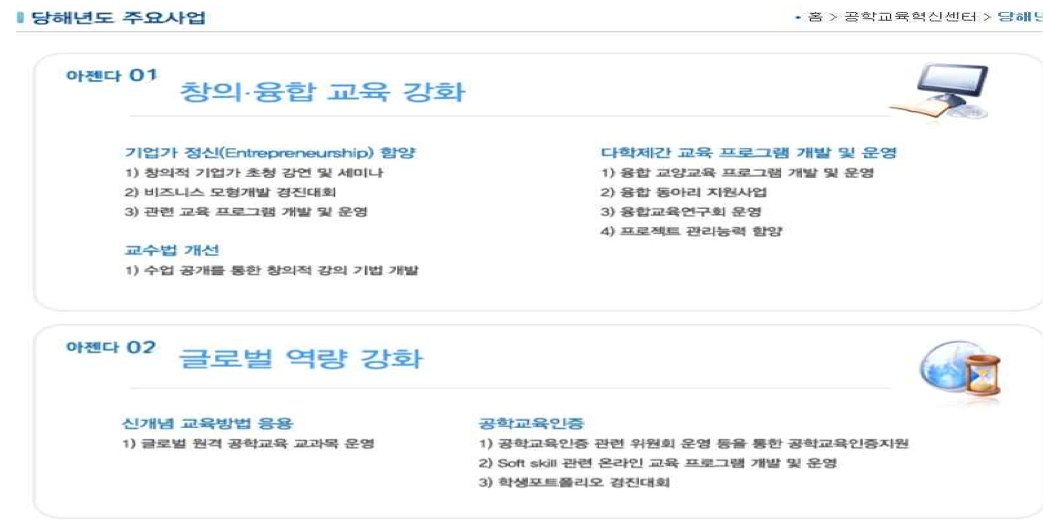 당해년도 주요사업
• 홈 > 공학교육혁신센터 > 당해년
아젠다 01
창의·융합 교육 강화
기업가 정신(Entrepreneurship) 함양
1) 창의적 기업가 초청 강연 및 세미나
2) 비즈니스 모형개발 경진대회
3) 관련 교육 프로그램 개발 및 운영
교수법 개선
1) 수업 공개를 통한 창의적 강의 기법 개발
다학제간 교육 프로그램 개발 및 운영
1) 융합 교양교육 프로그램 개발 및 운영
2) 융합 동아리 지원사업
3) 융합교육연구회 운영
4) 프로젝트 관리능력 함양
아젠다 02
글로벌 역량 강화
신개념 교육방법 응용
1) 글로벌 원격 공학교육 교과목 운영
공학교육인증
1) 공학교육인증 관련 위원회 운영 등을 통한 공학교육인증지원
2) Soft skill 관련 온라인 교육 프로그램 개발 및 운영
3) 학생포트폴리오 경진대회